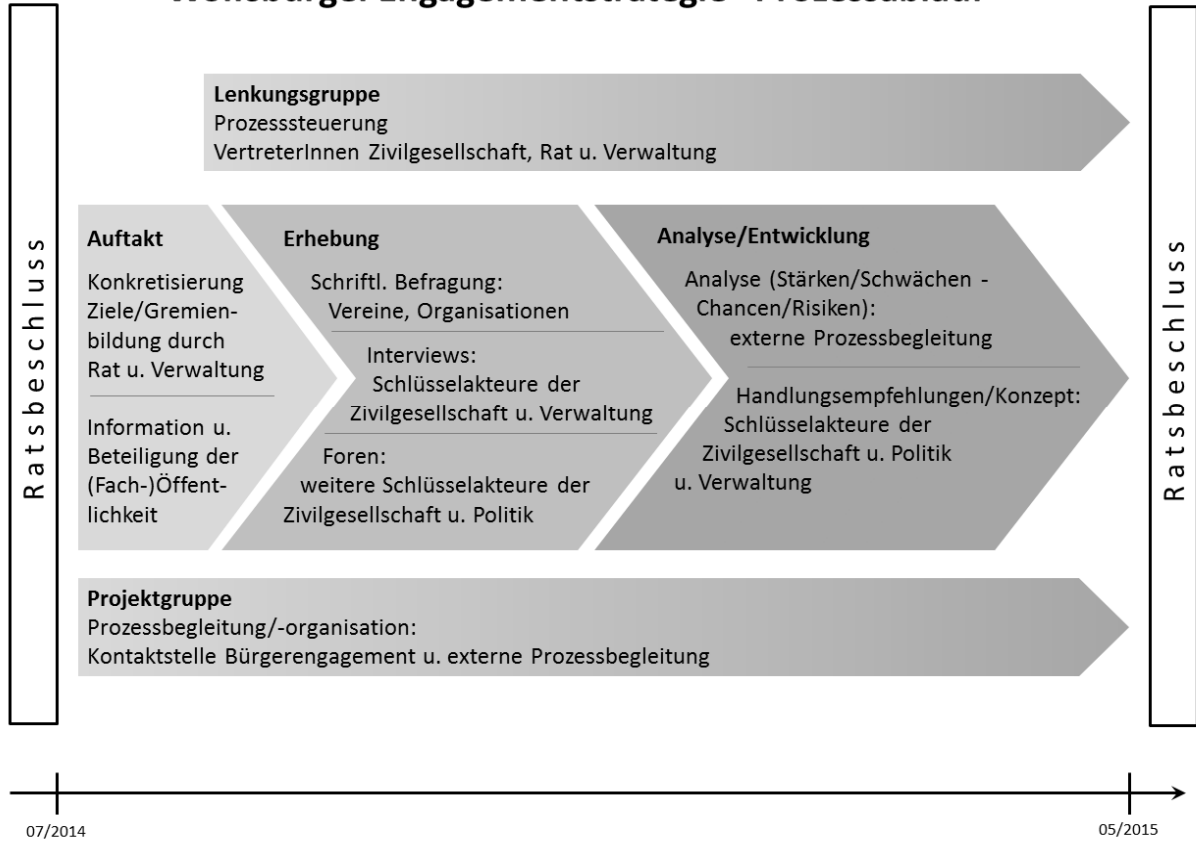 Wolfsburger Engagementstrategie - Prozessablauf
Ratsbeschluss
Lenkungsgruppe
Prozesssteuerung
VertreterInnen Zivilgesellschaft, Rat u. Verwaltung
Auftakt
Konkretisierung
Ziele/Gremien-
bildung durch
Rat u. Verwaltung
Information u.
Beteiligung der
(Fach-)Öffent-
lichkeit
Erhebung
Schriftl. Befragung:
Vereine, Organisationen
Interviews:
Schlüsselakteure der
Zivilgesellschaft u. Verwaltung
Foren:
weitere Schlüsselakteure der
Zivilgesellschaft u. Politik
Analyse/Entwicklung
Analyse (Stärken/Schwächen -
Chancen/Risiken):
externe Prozessbegleitung
Handlungsempfehlungen/Konzept:
Schlüsselakteure der
Zivilgesellschaft u. Politik
u. Verwaltung
Projektgruppe
Prozessbegleitung/-organisation:
Kontaktstelle Bürgerengagement u. externe Prozessbegleitung
Ratsbeschluss
07/2014
05/2015